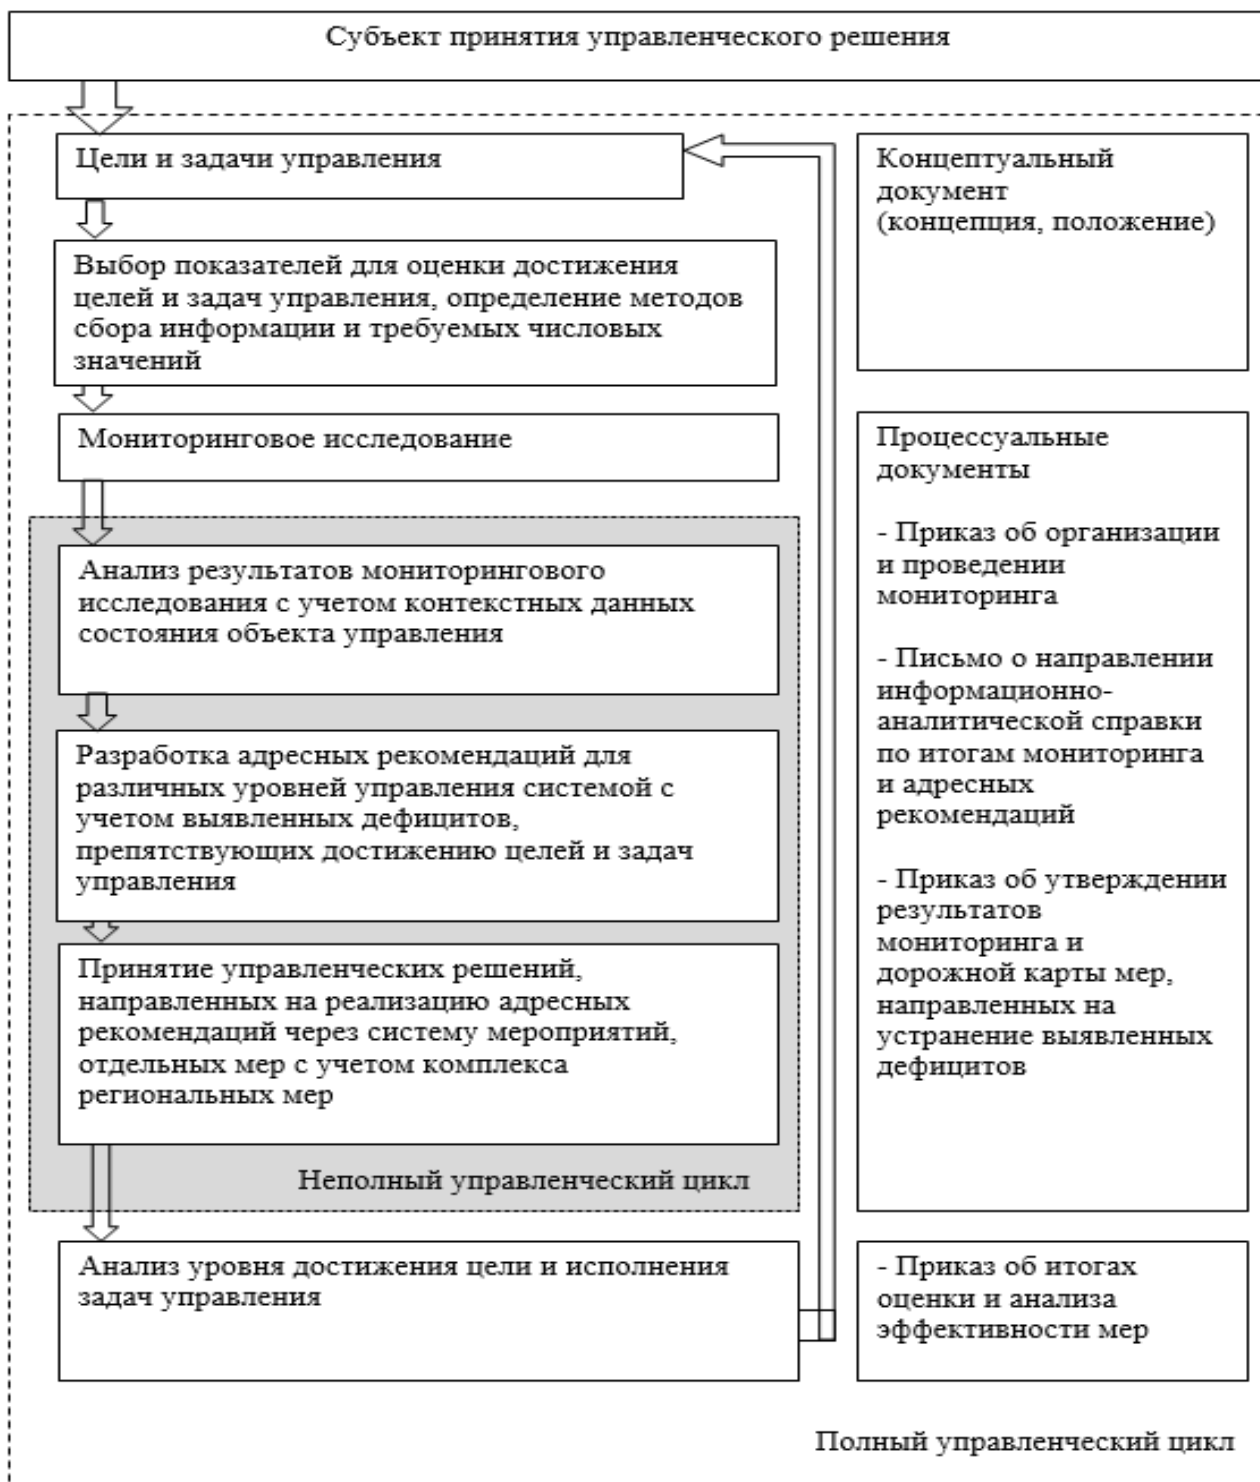 Субъект принятия управленческого решения
Цели и задачи управления
Выбор показателей для оценки достижения
целей и задач управления, определение методов
сбора информации и требуемых числовых
значений
Мониторинговое исследование
Анализ результатов мониторингового
исследования с учетом контекстных данных
состояния объекта управления
Разработка адресных рекомендаций для
различных уровней управления системой с
учетом выявленных дефицитов,
препятствующих достижению целей и задач
управления
Принятие управленческих решений,
направленных на реализацию адресных
рекомендаций через систему мероприятий,
отдельных мер с учетом комплекса
региональных мер
Неполный управленческий цикл
Анализ уровня достижения цели и исполнения
задач управления
Концептуальный
документ
(концепция, положение)
Процессуальные
документы
- Приказ об организации
и проведении
мониторинга
- Письмо о направлении
информационно-
аналитической справки
по итогам мониторинга
и адресных
рекомендаций
- Приказ об утверждении
результатов
мониторинга и
дорожной карты мер,
направленных на
устранение выявленных
дефицитов
- Приказ об итогах
оценки и анализа
эффективности мер
Полный управленческий цикл